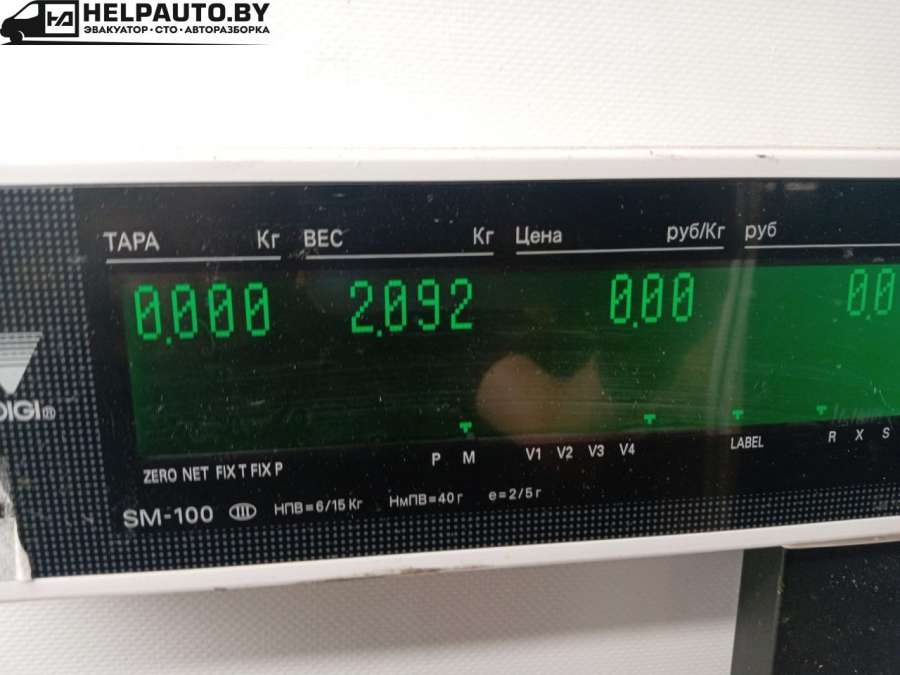 HELPAUTO.BY
ЭВАКУАТОР · СТО · АВТОРАЗБОРКА
ТАРА Кг ВЕС Кг Цена руб/Кг руб
0.000 2.092 0.00 0.0
DIGI
P M V1 V2 V3 V4 LABEL R X S
ZERO NET FIX T FIX P
SM-100 III НПВ=6/15 Кг НмПВ=40 г e=2/5 г